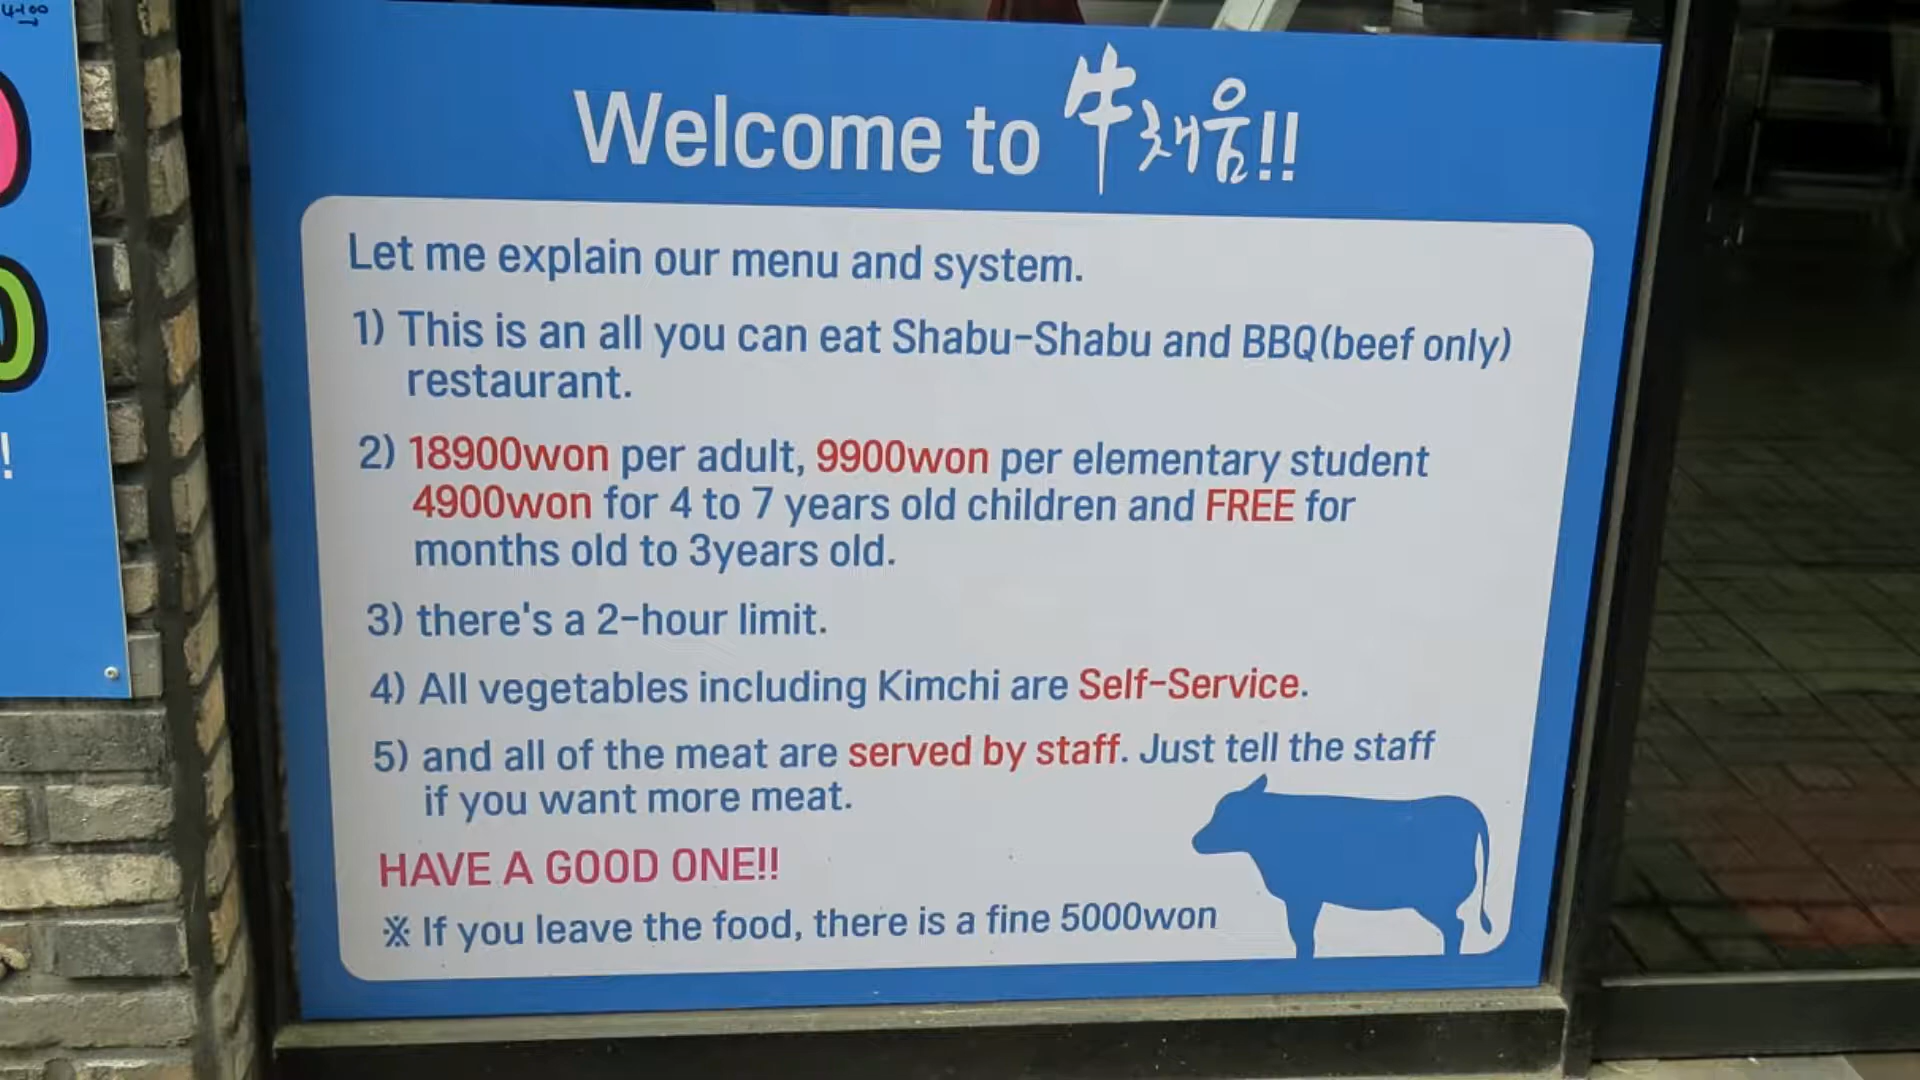 Welcome to 牛채움!!
Let me explain our menu and system.
1) This is an all you can eat Shabu-Shabu and BBQ(beef only)
restaurant.
2) 18900won per adult, 9900won per elementary student
4900won for 4 to 7 years old children and FREE for
months old to 3years old.
3) there's a 2-hour limit.
4) All vegetables including Kimchi are Self-Service.
5) and all of the meat are served by staff. Just tell the staff
if you want more meat.
HAVE A GOOD ONE!!
※ If you leave the food, there is a fine 5000won